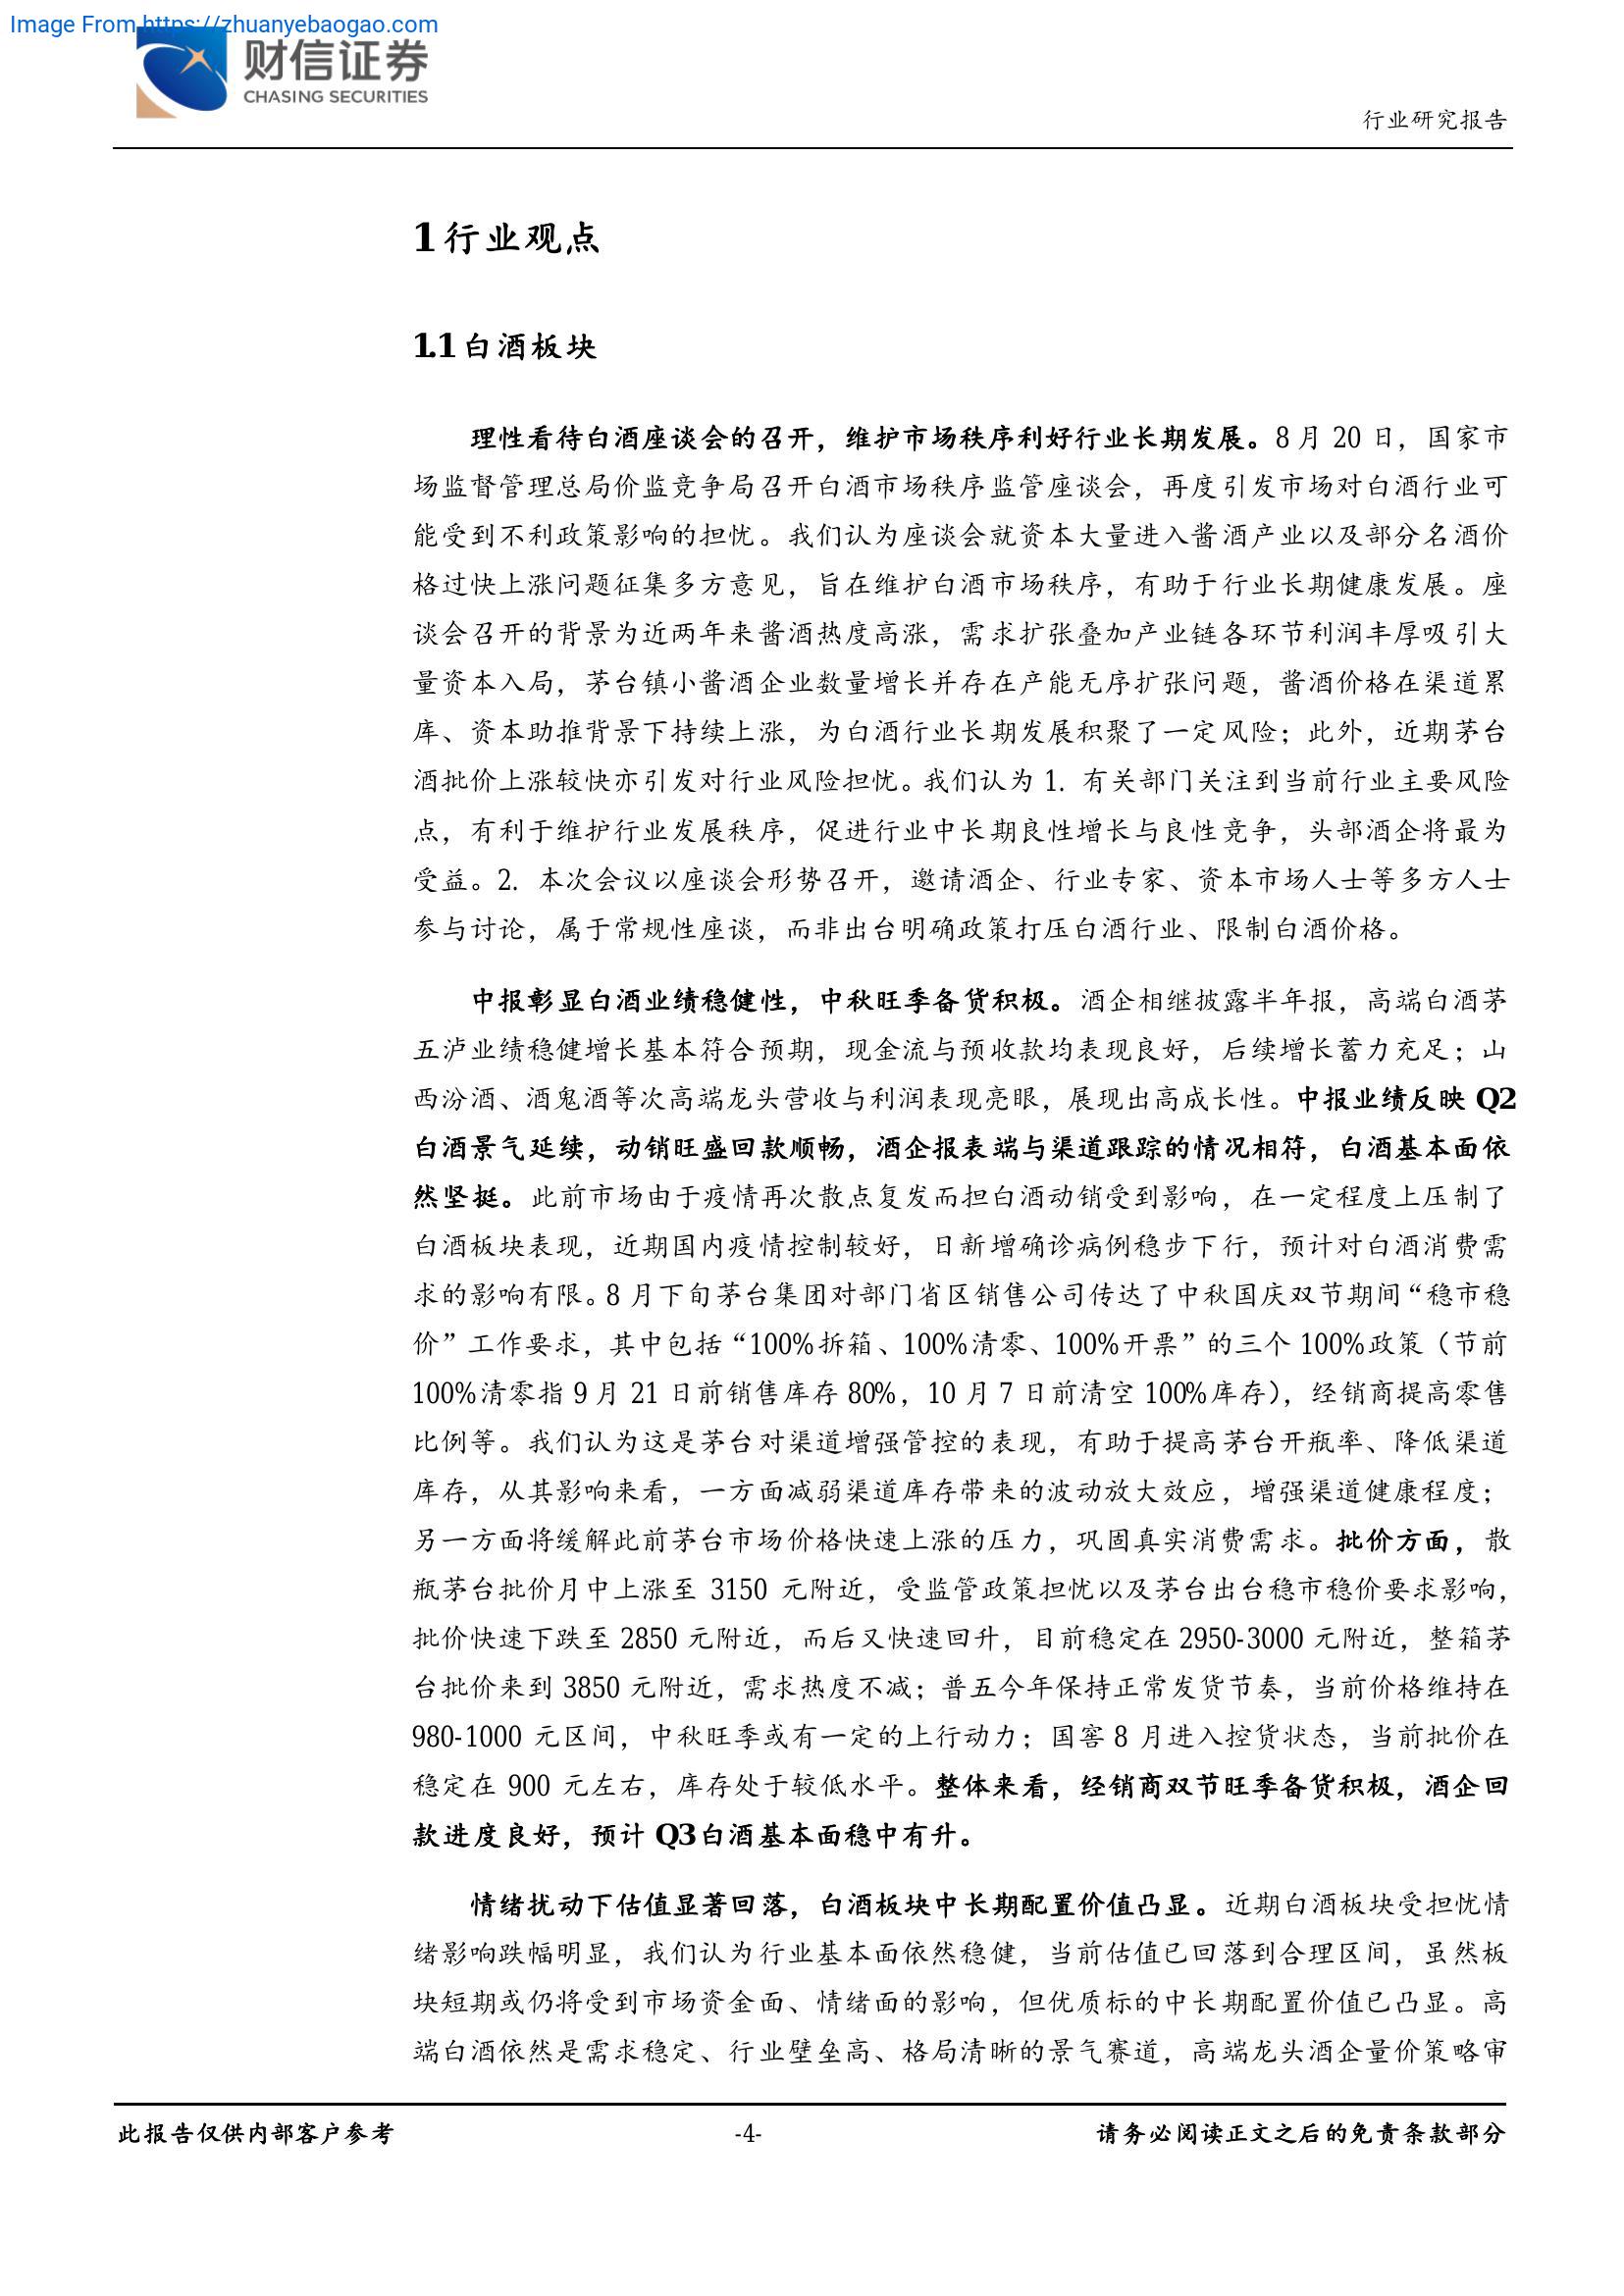 Image From https://zhuanyebaogao.com
财信证券
CHASING SECURITIES
行业研究报告
1 行业观点
1.1 白酒板块
理性看待白酒座谈会的召开，维护市场秩序利好行业长期发展。8 月 20 日，国家市
场监督管理总局价监竞争局召开白酒市场秩序监管座谈会，再度引发市场对白酒行业可
能受到不利政策影响的担忧。我们认为座谈会就资本大量进入酱酒产业以及部分名酒价
格过快上涨问题征集多方意见，旨在维护白酒市场秩序，有助于行业长期健康发展。座
谈会召开的背景为近两年来酱酒热度高涨，需求扩张叠加产业链各环节利润丰厚吸引大
量资本入局，茅台镇小酱酒企业数量增长并存在产能无序扩张问题，酱酒价格在渠道累
库、资本助推背景下持续上涨，为白酒行业长期发展积聚了一定风险；此外，近期茅台
酒批价上涨较快亦引发对行业风险担忧。我们认为 1. 有关部门关注到当前行业主要风险
点，有利于维护行业发展秩序，促进行业中长期良性增长与良性竞争，头部酒企将最为
受益。2. 本次会议以座谈会形势召开，邀请酒企、行业专家、资本市场人士等多方人士
参与讨论，属于常规性座谈，而非出台明确政策打压白酒行业、限制白酒价格。
中报彰显白酒业绩稳健性，中秋旺季备货积极。酒企相继披露半年报，高端白酒茅
五泸业绩稳健增长基本符合预期，现金流与预收款均表现良好，后续增长蓄力充足；山
西汾酒、酒鬼酒等次高端龙头营收与利润表现亮眼，展现出高成长性。中报业绩反映 Q2
白酒景气延续，动销旺盛回款顺畅，酒企报表端与渠道跟踪的情况相符，白酒基本面依
然坚挺。此前市场由于疫情再次散点复发而担白酒动销受到影响，在一定程度上压制了
白酒板块表现，近期国内疫情控制较好，日新增确诊病例稳步下行，预计对白酒消费需
求的影响有限。8 月下旬茅台集团对部门省区销售公司传达了中秋国庆双节期间“稳市稳
价”工作要求，其中包括“100%拆箱、100%清零、100%开票”的三个 100%政策（节前
100%清零指 9 月 21 日前销售库存 80%，10 月 7 日前清空 100%库存），经销商提高零售
比例等。我们认为这是茅台对渠道增强管控的表现，有助于提高茅台开瓶率、降低渠道
库存，从其影响来看，一方面减弱渠道库存带来的波动放大效应，增强渠道健康程度；
另一方面将缓解此前茅台市场价格快速上涨的压力，巩固真实消费需求。批价方面，散
瓶茅台批价月中上涨至 3150 元附近，受监管政策担忧以及茅台出台稳市稳价要求影响，
批价快速下跌至 2850 元附近，而后又快速回升，目前稳定在 2950-3000 元附近，整箱茅
台批价来到 3850 元附近，需求热度不减；普五今年保持正常发货节奏，当前价格维持在
980-1000 元区间，中秋旺季或有一定的上行动力；国窖 8 月进入控货状态，当前批价在
稳定在 900 元左右，库存处于较低水平。整体来看，经销商双节旺季备货积极，酒企回
款进度良好，预计 Q3 白酒基本面稳中有升。
情绪扰动下估值显著回落，白酒板块中长期配置价值凸显。近期白酒板块受担忧情
绪影响跌幅明显，我们认为行业基本面依然稳健，当前估值已回落到合理区间，虽然板
块短期或仍将受到市场资金面、情绪面的影响，但优质标的中长期配置价值已凸显。高
端白酒依然是需求稳定、行业壁垒高、格局清晰的景气赛道，高端龙头酒企量价策略审
此报告仅供内部客户参考
-4-
请务必阅读正文之后的免责条款部分